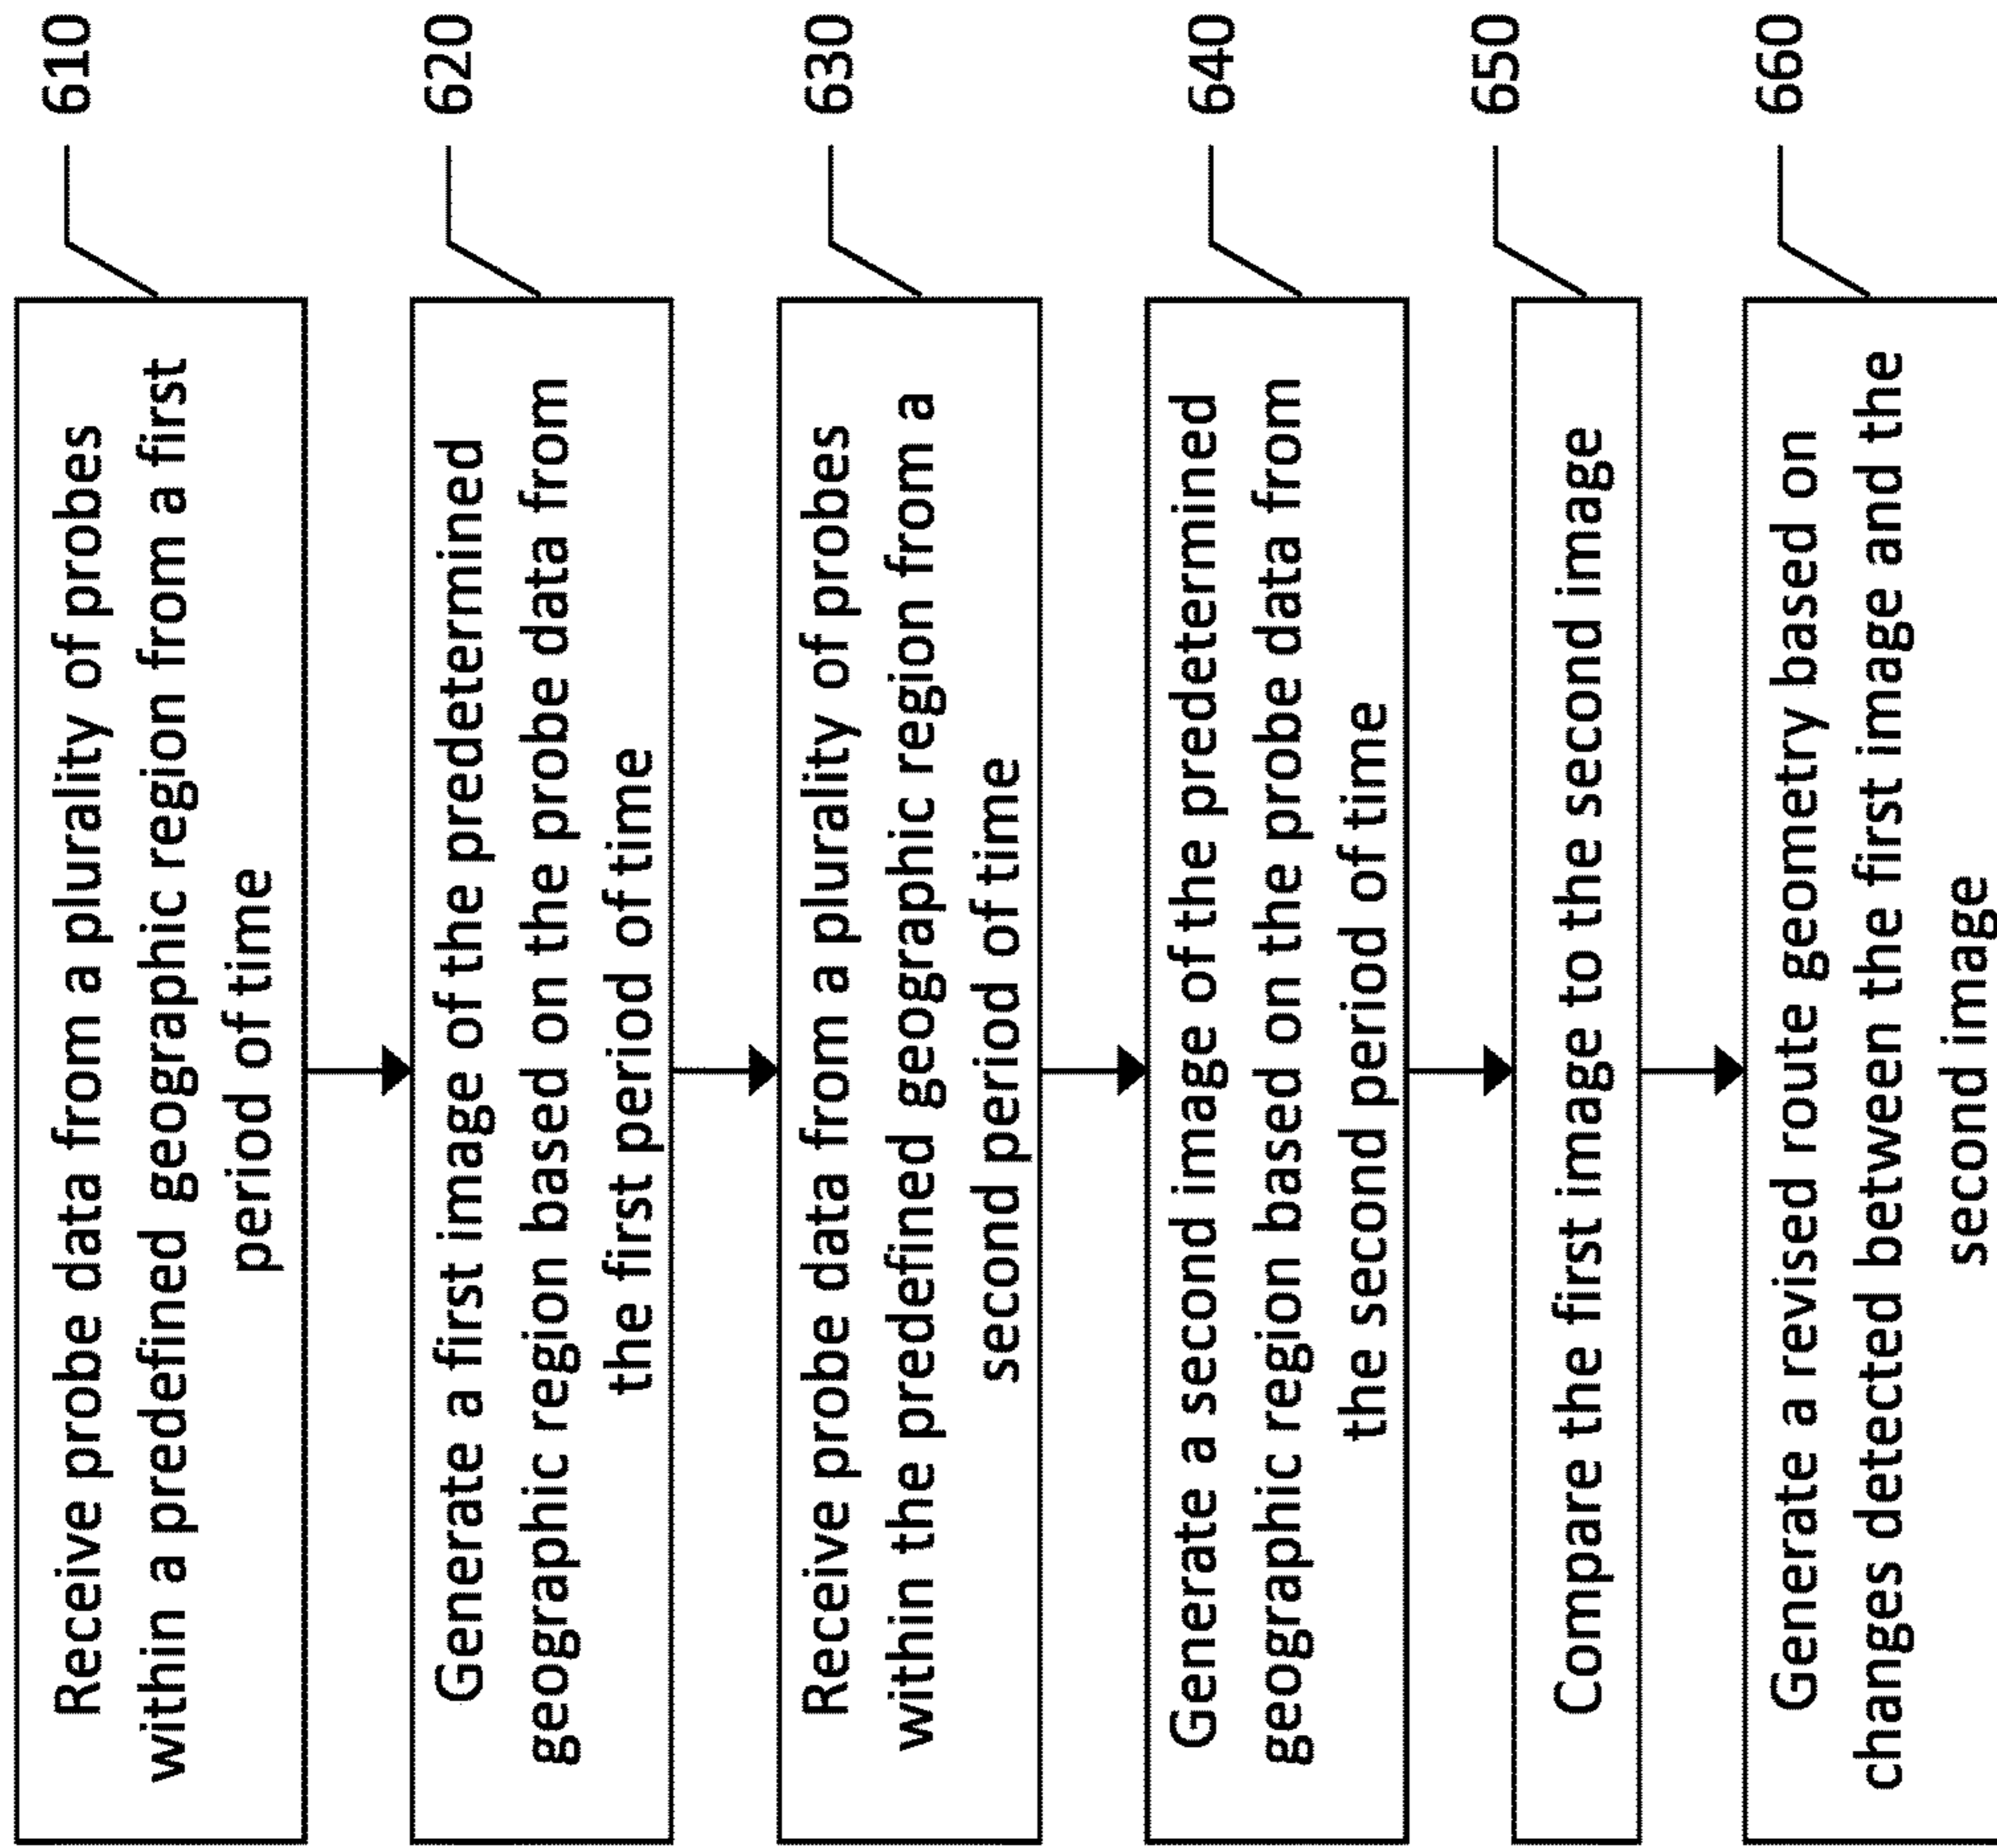 Receive probe data from a plurality of probes
within a predefined geographic region from a first
period of time
610
Generate a first image of the predetermined
geographic region based on the probe data from
the first period of time
620
Receive probe data from a plurality of probes
within the predefined geographic region from a
second period of time
630
Generate a second image of the predetermined
geographic region based on the probe data from
the second period of time
640
Compare the first image to the second image
650
Generate a revised route geometry based on
changes detected between the first image and the
second image
660